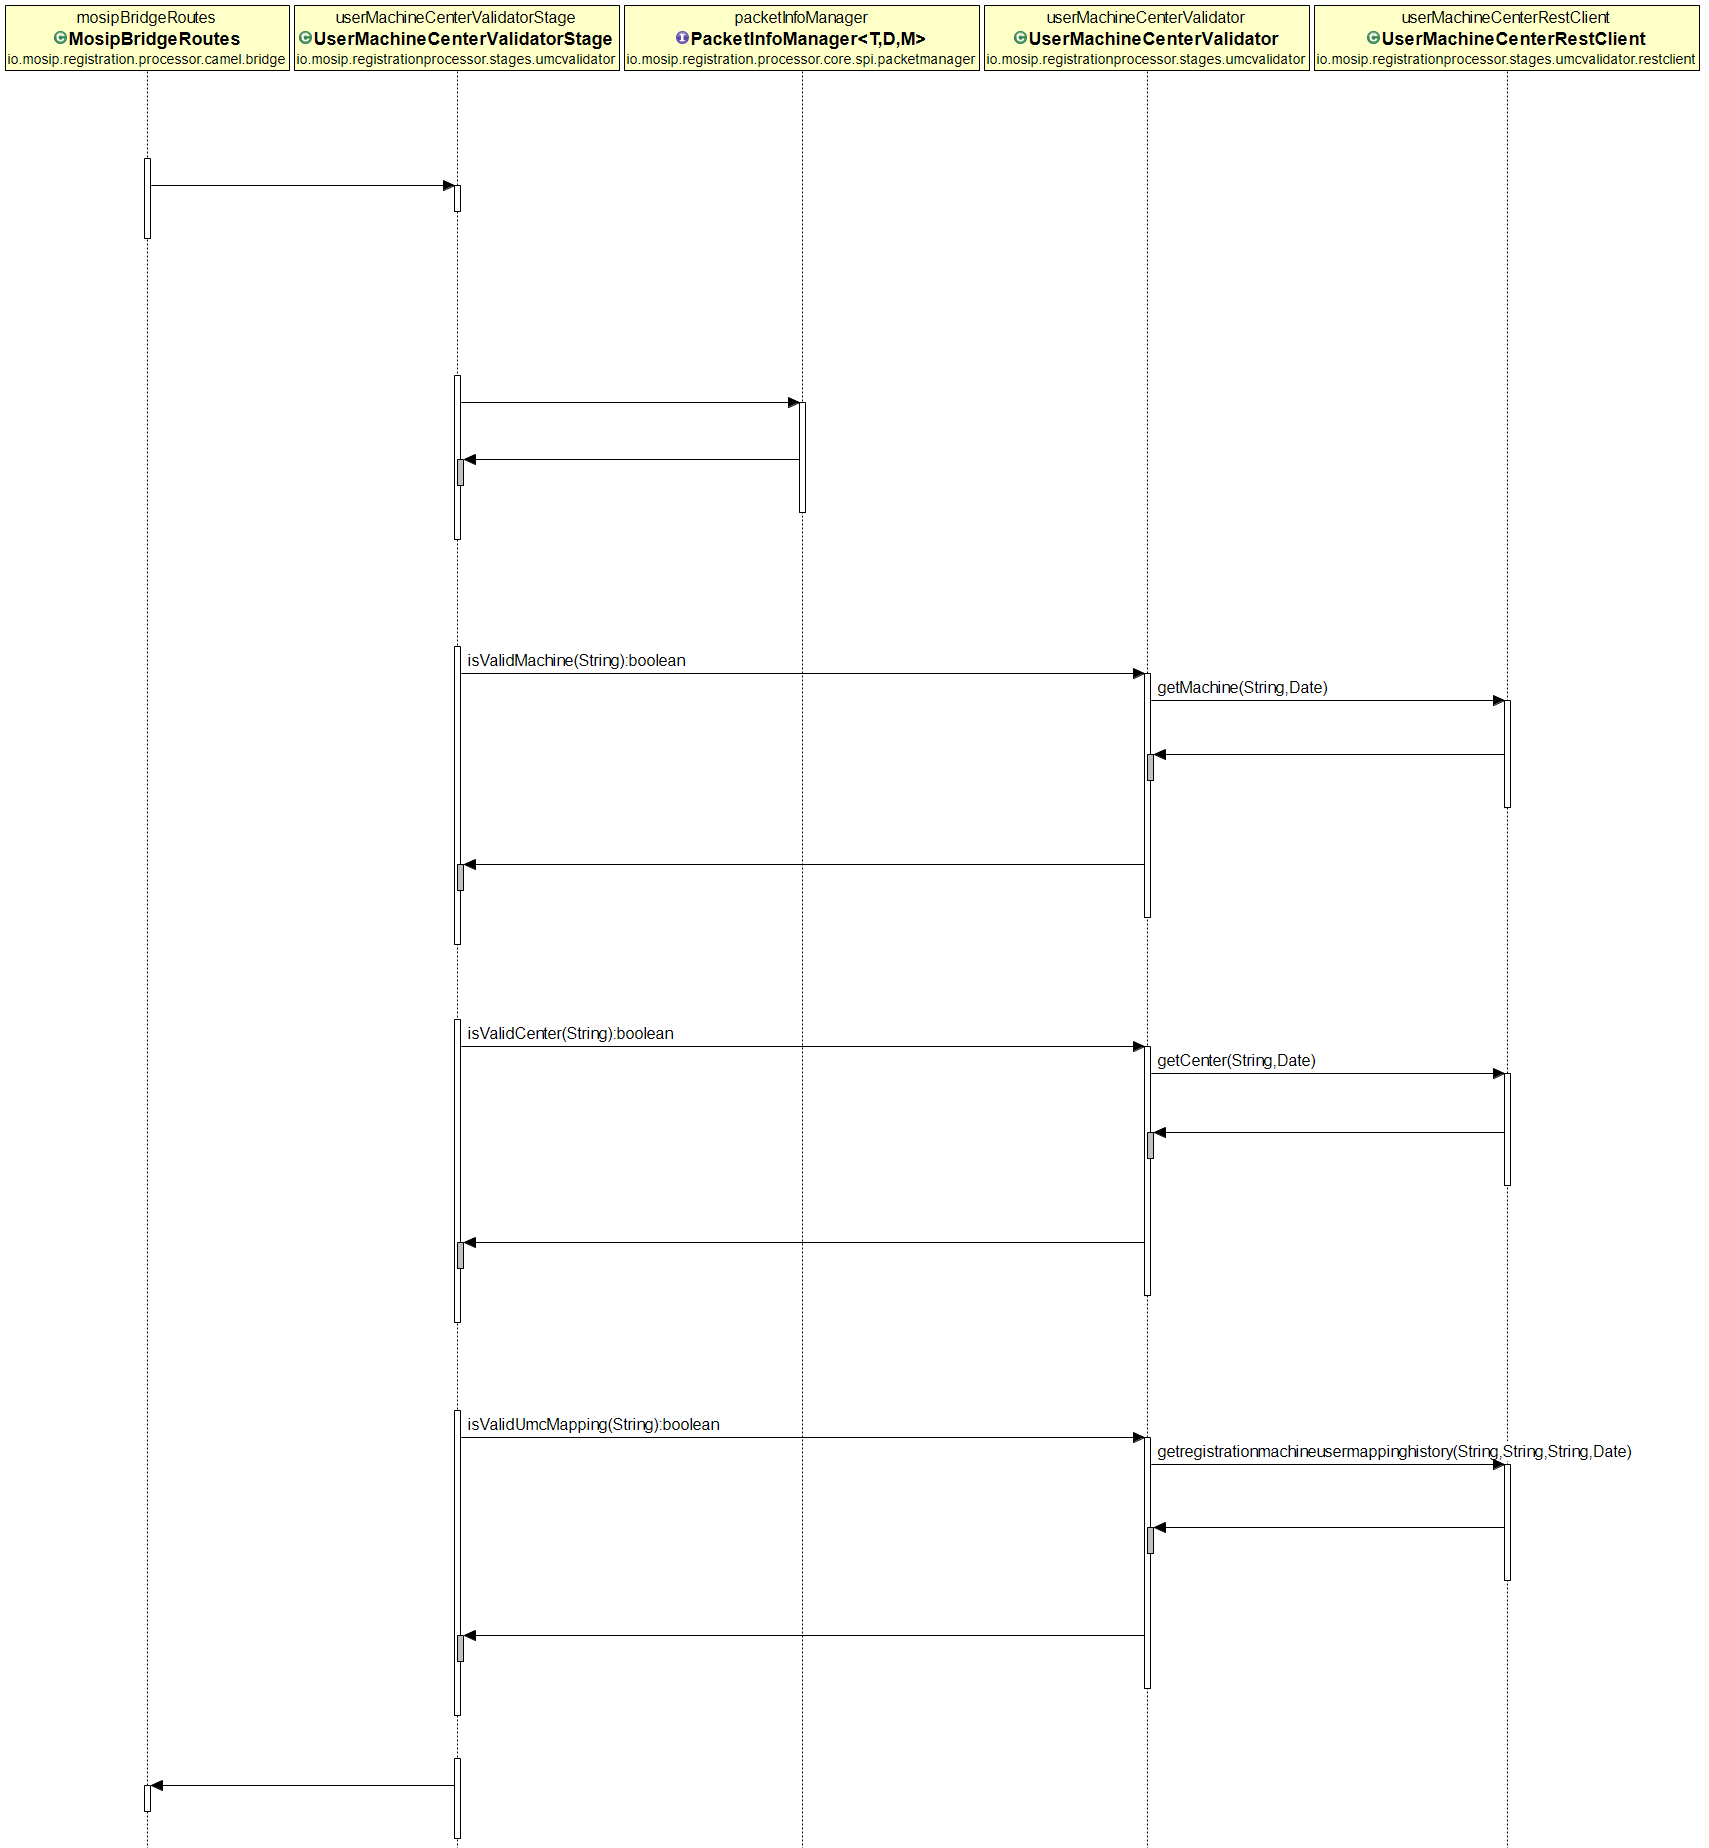 mosipBridgeRoutes
MosipBridgeRoutes
io.mosip.registration.processor.camel.bridge
userMachineCenterValidatorStage
UserMachineCenterValidatorStage
io.mosip.registrationprocessor.stages.umcvalidator
packetInfoManager
PacketInfoManager<T,D,M>
io.mosip.registration.processor.core.spi.packetmanager
userMachineCenterValidator
UserMachineCenterValidator
io.mosip.registrationprocessor.stages.umcvalidator
userMachineCenterRestClient
UserMachineCenterRestClient
io.mosip.registrationprocessor.stages.umcvalidator.restclient
isValidMachine(String):boolean
getMachine(String,Date)
isValidCenter(String):boolean
getCenter(String,Date)
isValidUmcMapping(String):boolean
getregistrationmachineusermappinghistory(String,String,String,Date)